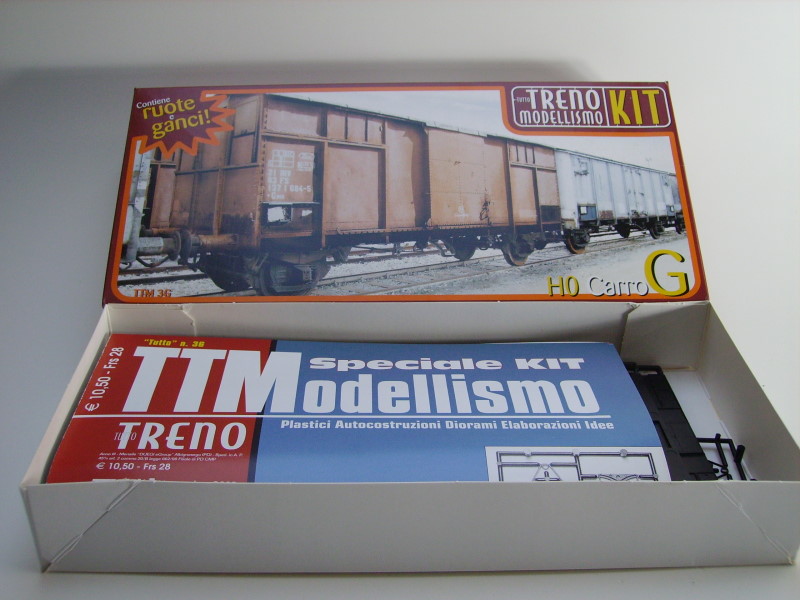 Contiene
ruote
e
ganci!
TUTTO TRENO
MODELLISMO
KIT
TTM 3G
H0 Carro G
"Tutto" n. 36
€ 10,50 - Frs 28
TTModellismo
Speciale KIT
Plastici Autocostruzioni Diorami Elaborazioni Idee
TUTTO
TRENO
€ 10,50 - Frs 28